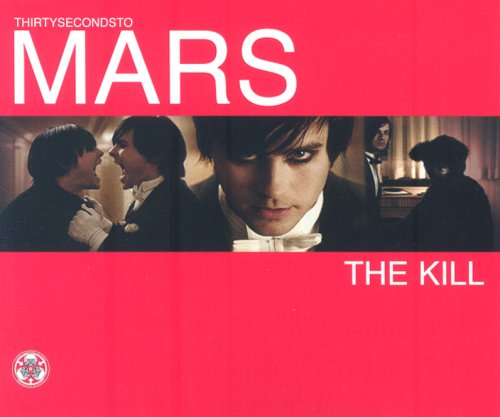 THIRTYSECONDSTO
MARS
THE KILL